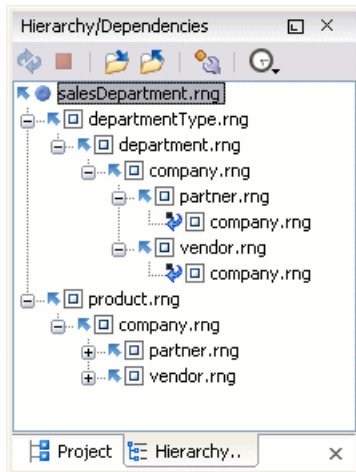 Hierarchy/Dependencies
salesDepartment.rng
departmentType.rng
department.rng
company.rng
partner.rng
company.rng
vendor.rng
company.rng
product.rng
company.rng
partner.rng
vendor.rng
Project Hierarchy..